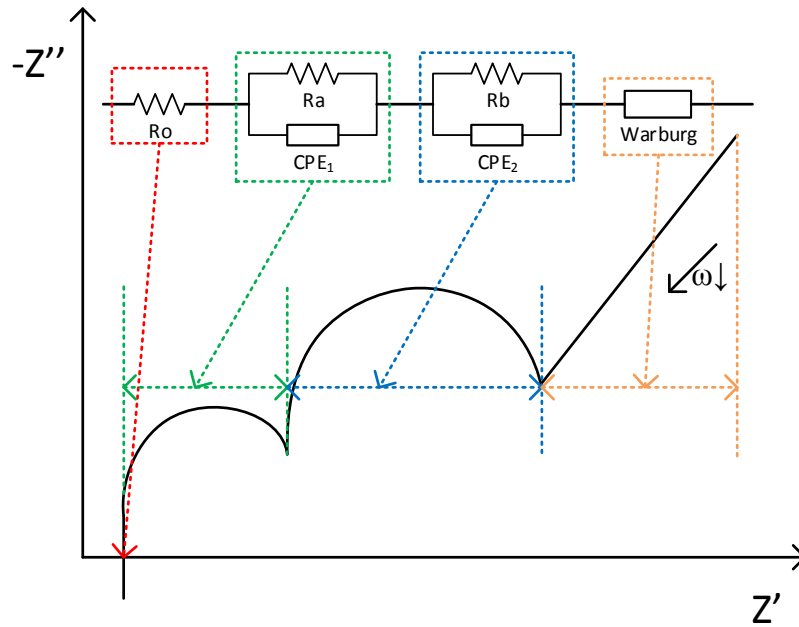 -Z''
Ro
Ra
CPE₁
Rb
CPE₂
Warburg
ω↓
Z'